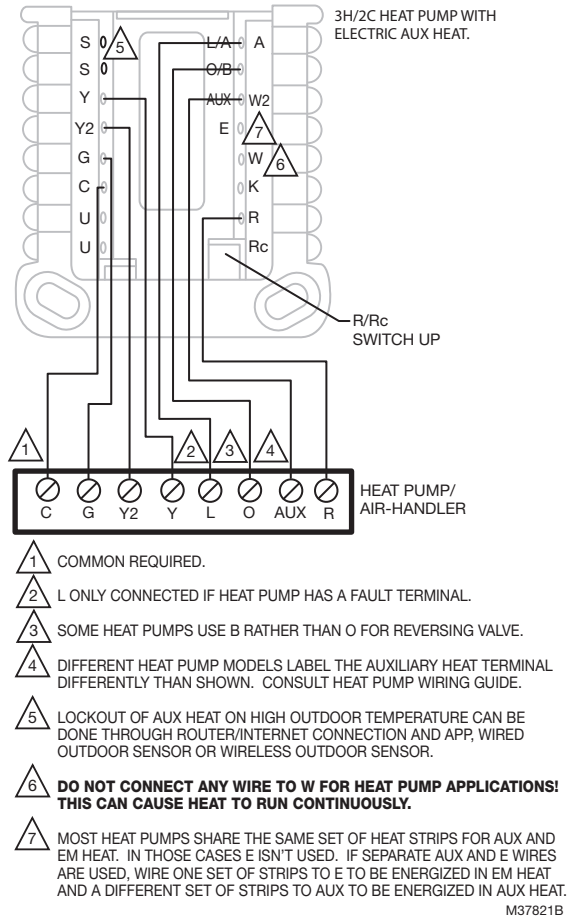 3H/2C HEAT PUMP WITH
ELECTRIC AUX HEAT.
S 5 L/A A
S O/B
Y AUX W2
Y2 E 7
G W 6
C K
U R
U Rc
R/Rc
SWITCH UP
1 2 3 4
C G Y2 Y L O AUX R
HEAT PUMP/
AIR-HANDLER
1 COMMON REQUIRED.
2 L ONLY CONNECTED IF HEAT PUMP HAS A FAULT TERMINAL.
3 SOME HEAT PUMPS USE B RATHER THAN O FOR REVERSING VALVE.
4 DIFFERENT HEAT PUMP MODELS LABEL THE AUXILIARY HEAT TERMINAL
DIFFERENTLY THAN SHOWN. CONSULT HEAT PUMP WIRING GUIDE.
5 LOCKOUT OF AUX HEAT ON HIGH OUTDOOR TEMPERATURE CAN BE
DONE THROUGH ROUTER/INTERNET CONNECTION AND APP, WIRED
OUTDOOR SENSOR OR WIRELESS OUTDOOR SENSOR.
6 DO NOT CONNECT ANY WIRE TO W FOR HEAT PUMP APPLICATIONS!
THIS CAN CAUSE HEAT TO RUN CONTINUOUSLY.
7 MOST HEAT PUMPS SHARE THE SAME SET OF HEAT STRIPS FOR AUX AND
EM HEAT. IN THOSE CASES E ISN'T USED. IF SEPARATE AUX AND E WIRES
ARE USED, WIRE ONE SET OF STRIPS TO E TO BE ENERGIZED IN EM HEAT
AND A DIFFERENT SET OF STRIPS TO AUX TO BE ENERGIZED IN AUX HEAT.
M37821B